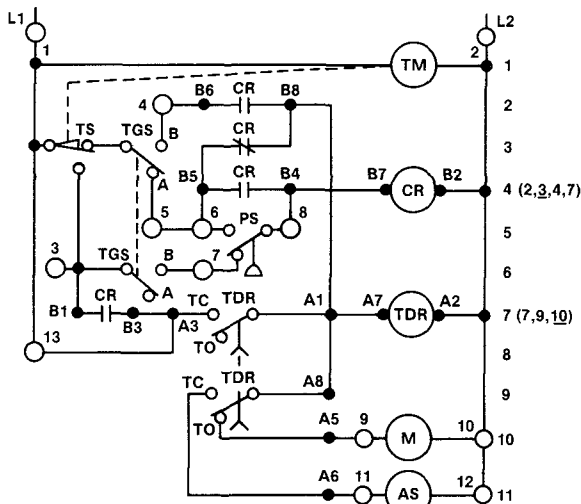 L1 L2
1 TM 2 1
4 B6 CR B8 2
TS TGS B CR 3
A B5 CR B4 B7 CR B2 4 (2,3,4,7)
5 6 PS 8 5
3 TGS B 7 6
A
B1 CR B3 A3 TC TDR A1 A7 TDR A2 7 (7,9,10)
13 TO 8
TC TDR A8 9
TO A5 9 M 10 10
A6 11 AS 12 11